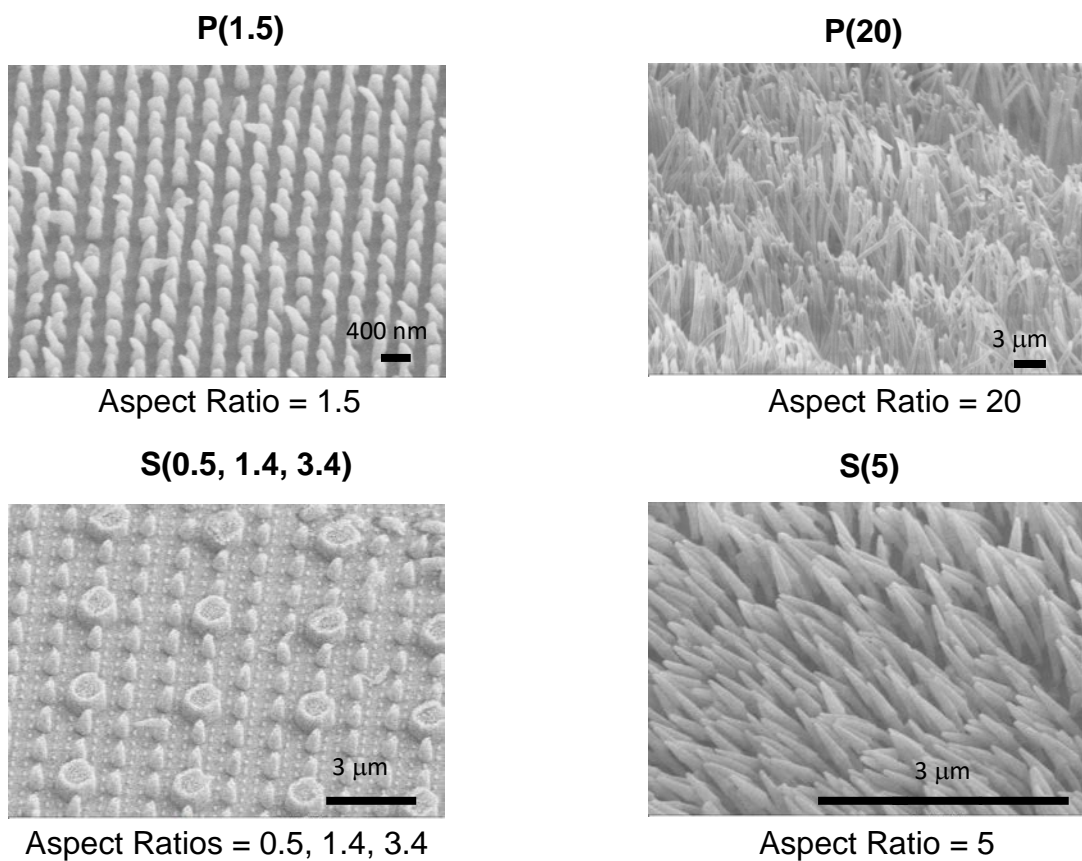 P(1.5)
P(20)
400 nm
3 μm
Aspect Ratio = 1.5
Aspect Ratio = 20
S(0.5, 1.4, 3.4)
S(5)
3 μm
3 μm
Aspect Ratios = 0.5, 1.4, 3.4
Aspect Ratio = 5